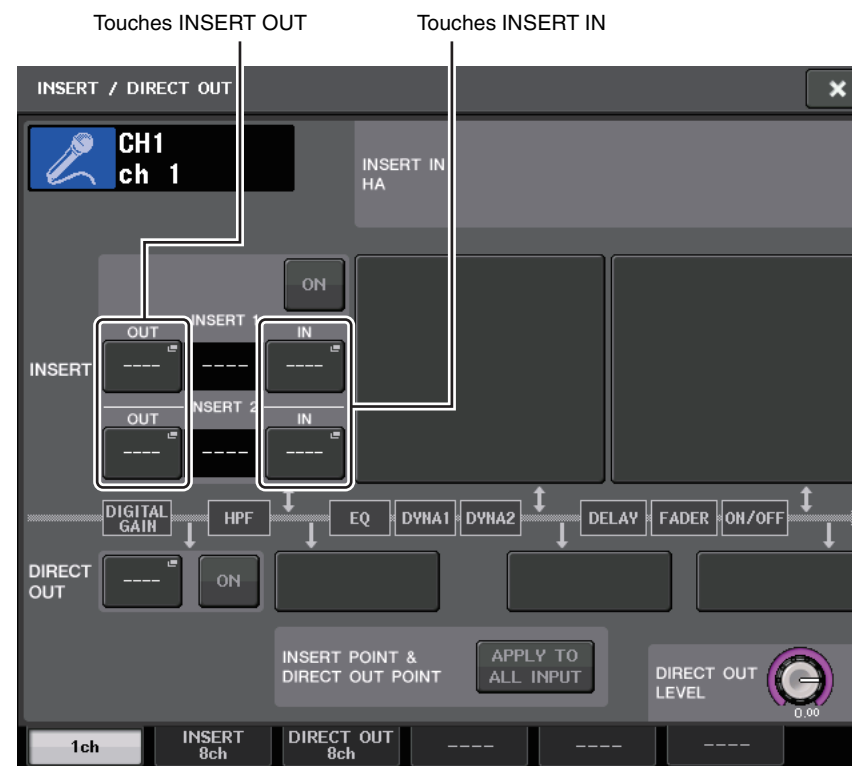 Touches INSERT OUT
Touches INSERT IN
INSERT / DIRECT OUT
CH1
ch 1
INSERT IN
HA
ON
INSERT 1
OUT
IN
INSERT
----
----
----
NSERT 2
OUT
IN
----
----
----
DIGITAL GAIN
HPF
EQ
DYNA1
DYNA2
DELAY
FADER
ON/OFF
DIRECT
OUT
----
ON
INSERT POINT &
DIRECT OUT POINT
APPLY TO
ALL INPUT
DIRECT OUT
LEVEL
0.00
1ch
INSERT
8ch
DIRECT OUT
8ch
----
----
----